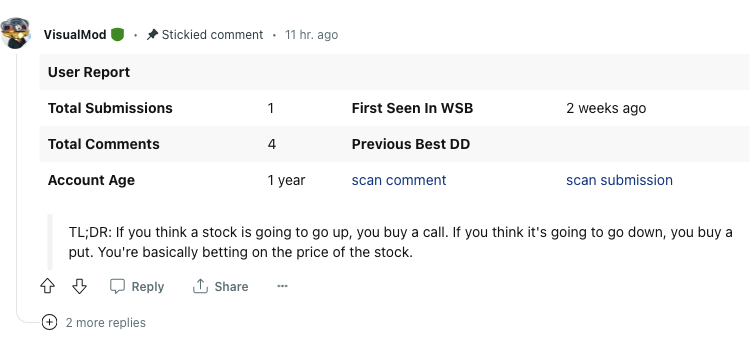 VisualMod · Stickied comment · 11 hr. ago
User Report
Total Submissions 1 First Seen In WSB 2 weeks ago
Total Comments 4 Previous Best DD
Account Age 1 year scan comment scan submission
TL;DR: If you think a stock is going to go up, you buy a call. If you think it's going to go down, you buy a
put. You're basically betting on the price of the stock.
Reply Share ···
2 more replies